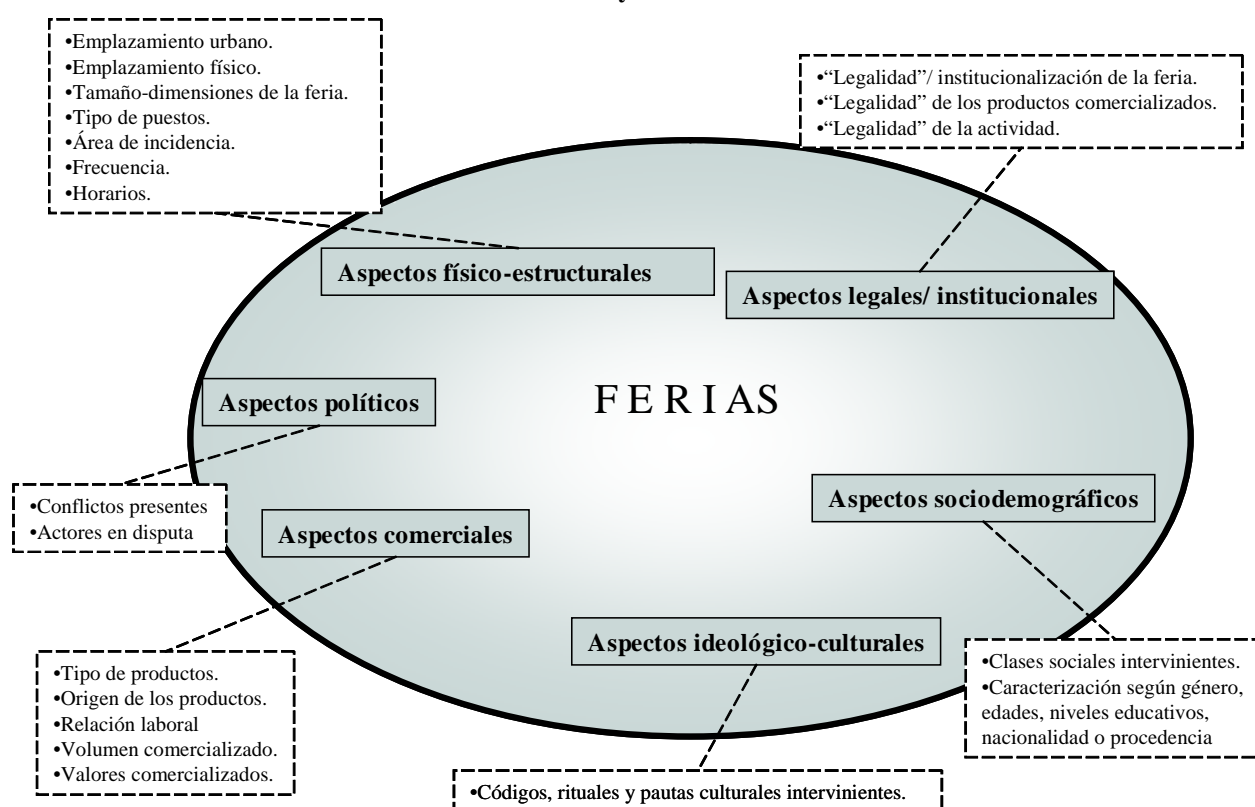 •Emplazamiento urbano.
•Emplazamiento físico.
•Tamaño-dimensiones de la feria.
•Tipo de puestos.
•Área de incidencia.
•Frecuencia.
•Horarios.
•“Legalidad”/ institucionalización de la feria.
•“Legalidad” de los productos comercializados.
•“Legalidad” de la actividad.
Aspectos físico-estructurales
Aspectos legales/ institucionales
FERIAS
Aspectos políticos
•Conflictos presentes
•Actores en disputa
Aspectos comerciales
Aspectos sociodemográficos
Aspectos ideológico-culturales
•Tipo de productos.
•Origen de los productos.
•Relación laboral
•Volumen comercializado.
•Valores comercializados.
•Clases sociales intervinientes.
•Caracterización según género,
edades, niveles educativos,
nacionalidad o procedencia
•Códigos, rituales y pautas culturales intervinientes.